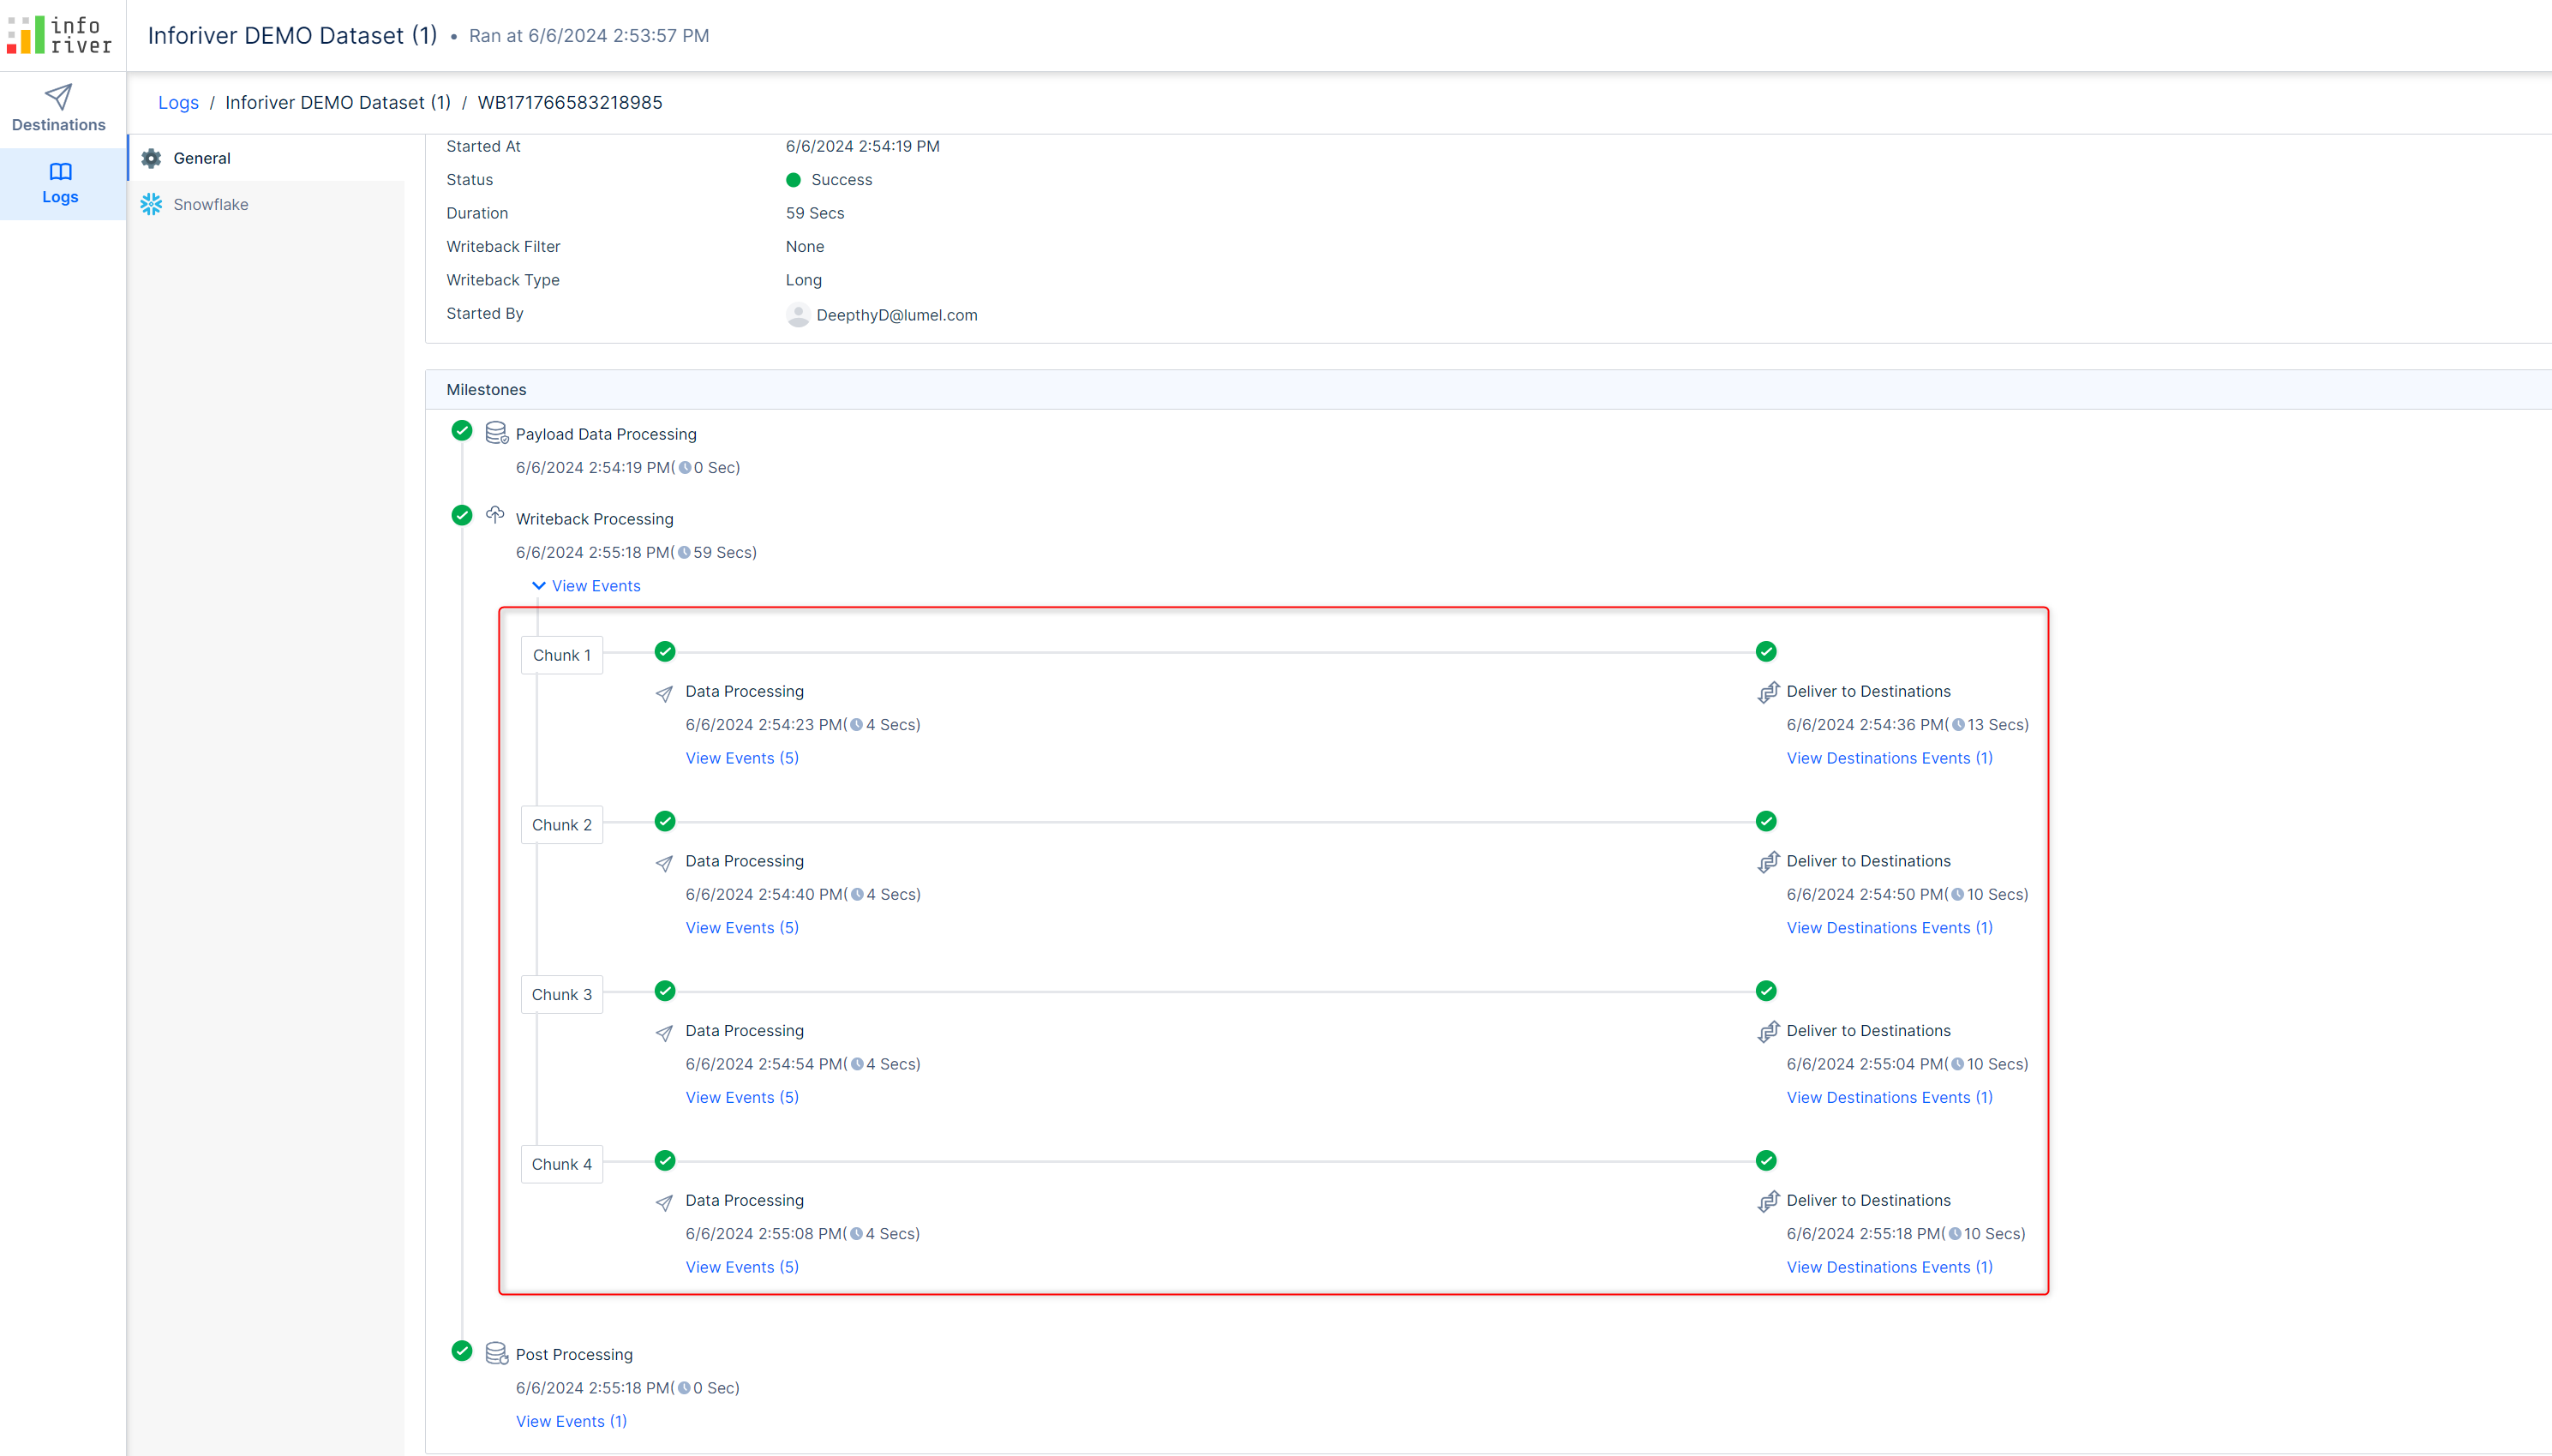 info
river
Inforiver DEMO Dataset (1) • Ran at 6/6/2024 2:53:57 PM
Destinations
Logs
Logs / Inforiver DEMO Dataset (1) / WB171766583218985
General
Snowflake
Started At 6/6/2024 2:54:19 PM
Status Success
Duration 59 Secs
Writeback Filter None
Writeback Type Long
Started By DeepthyD@lumel.com
Milestones
Payload Data Processing
6/6/2024 2:54:19 PM( 0 Sec)
Writeback Processing
6/6/2024 2:55:18 PM( 59 Secs)
View Events
Chunk 1
Data Processing Deliver to Destinations
6/6/2024 2:54:23 PM( 4 Secs) 6/6/2024 2:54:36 PM( 13 Secs)
View Events (5) View Destinations Events (1)
Chunk 2
Data Processing Deliver to Destinations
6/6/2024 2:54:40 PM( 4 Secs) 6/6/2024 2:54:50 PM( 10 Secs)
View Events (5) View Destinations Events (1)
Chunk 3
Data Processing Deliver to Destinations
6/6/2024 2:54:54 PM( 4 Secs) 6/6/2024 2:55:04 PM( 10 Secs)
View Events (5) View Destinations Events (1)
Chunk 4
Data Processing Deliver to Destinations
6/6/2024 2:55:08 PM( 4 Secs) 6/6/2024 2:55:18 PM( 10 Secs)
View Events (5) View Destinations Events (1)
Post Processing
6/6/2024 2:55:18 PM( 0 Sec)
View Events (1)